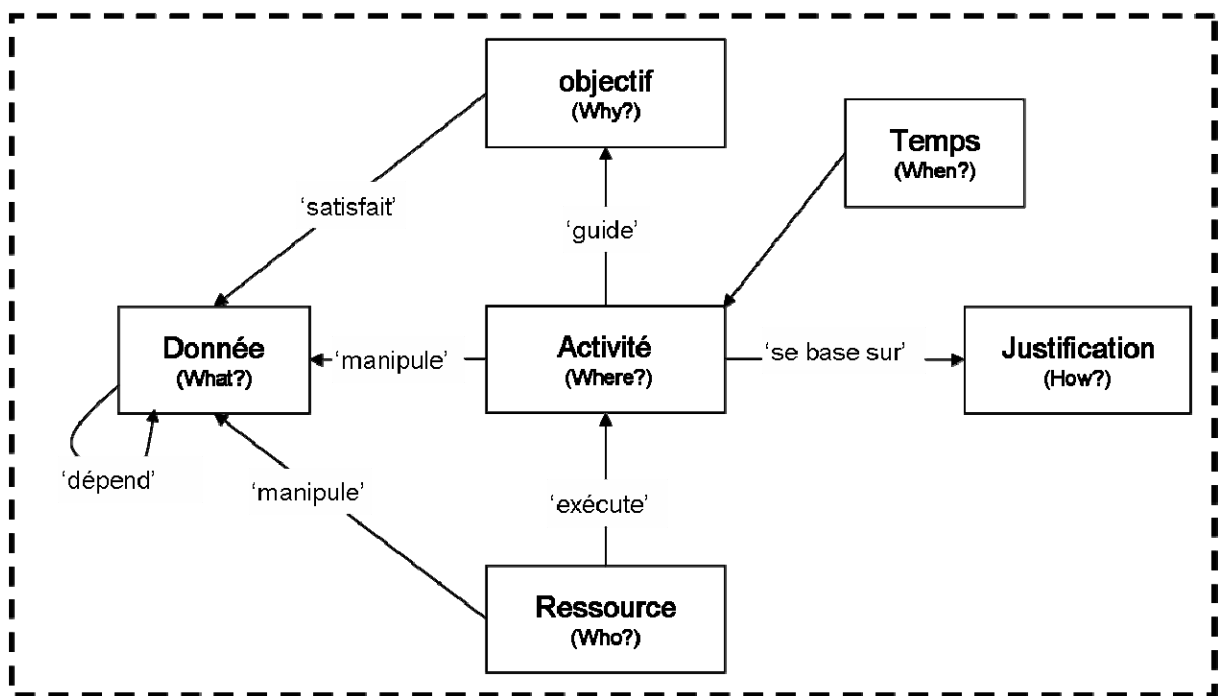 objectif
(Why?)
Temps
(When?)
‘satisfait’
‘guide’
Donnée
(What?)
‘manipule’
Activité
(Where?)
‘se base sur’
Justification
(How?)
‘dépend’
‘manipule’
‘exécute’
Ressource
(Who?)